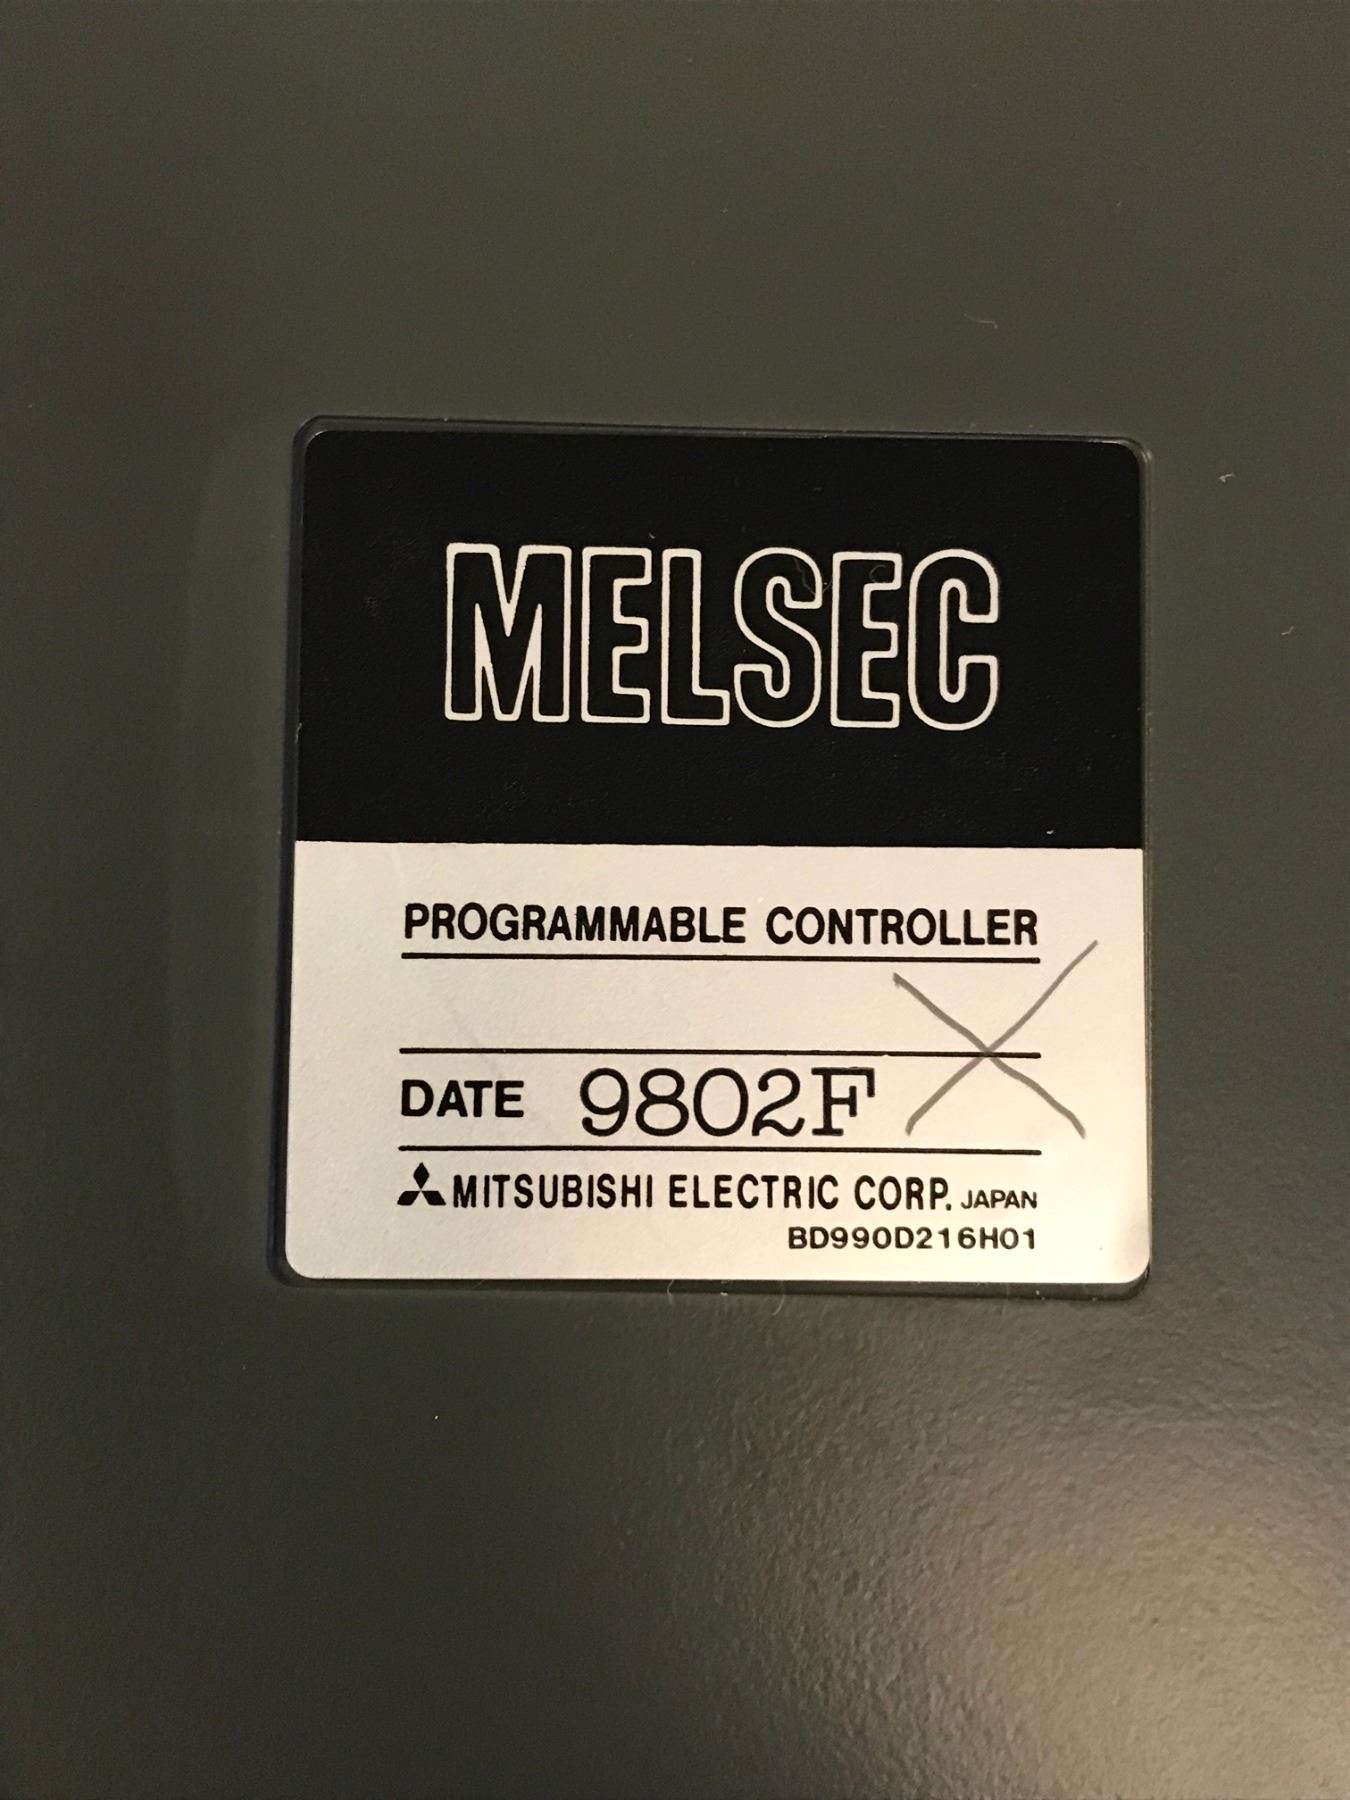 MELSEC
PROGRAMMABLE CONTROLLER
DATE 9802F
MITSUBISHI ELECTRIC CORP. JAPAN
BD990D216H01